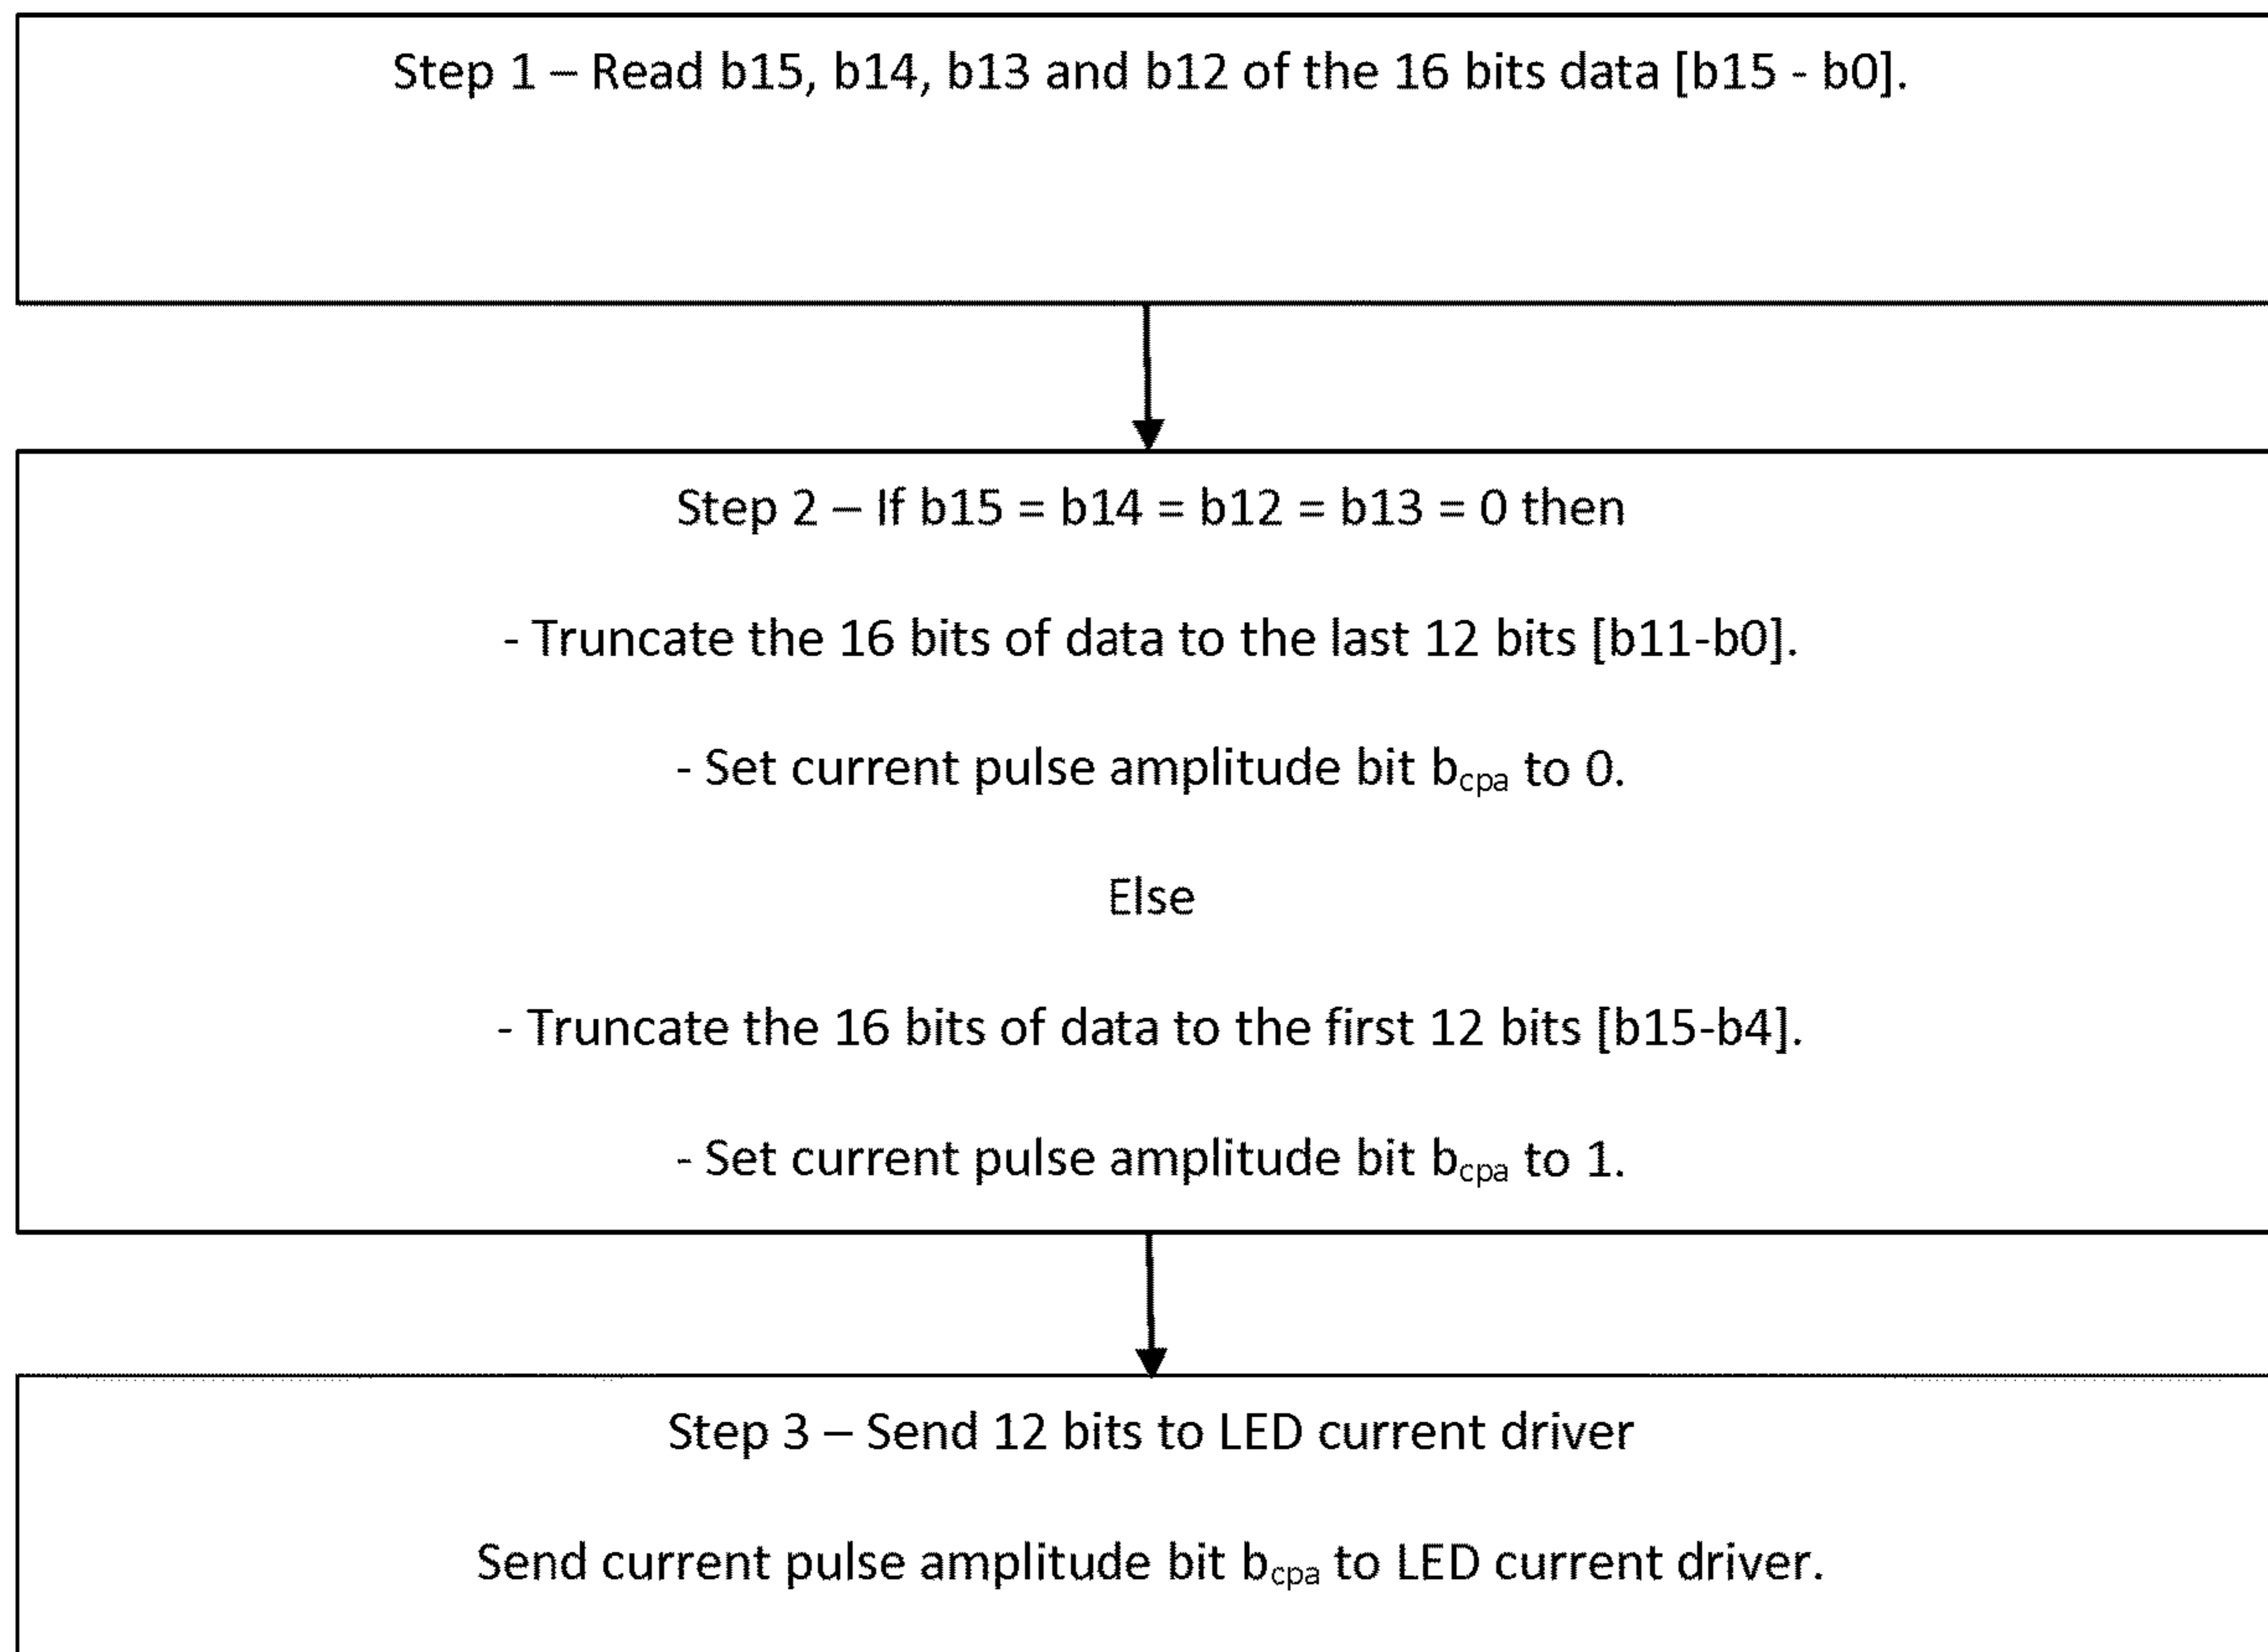 Step 1 – Read b15, b14, b13 and b12 of the 16 bits data [b15 - b0].
Step 2 – If b15 = b14 = b12 = b13 = 0 then
- Truncate the 16 bits of data to the last 12 bits [b11-b0].
- Set current pulse amplitude bit bcpa to 0.
Else
- Truncate the 16 bits of data to the first 12 bits [b15-b4].
- Set current pulse amplitude bit bcpa to 1.
Step 3 – Send 12 bits to LED current driver
Send current pulse amplitude bit bcpa to LED current driver.